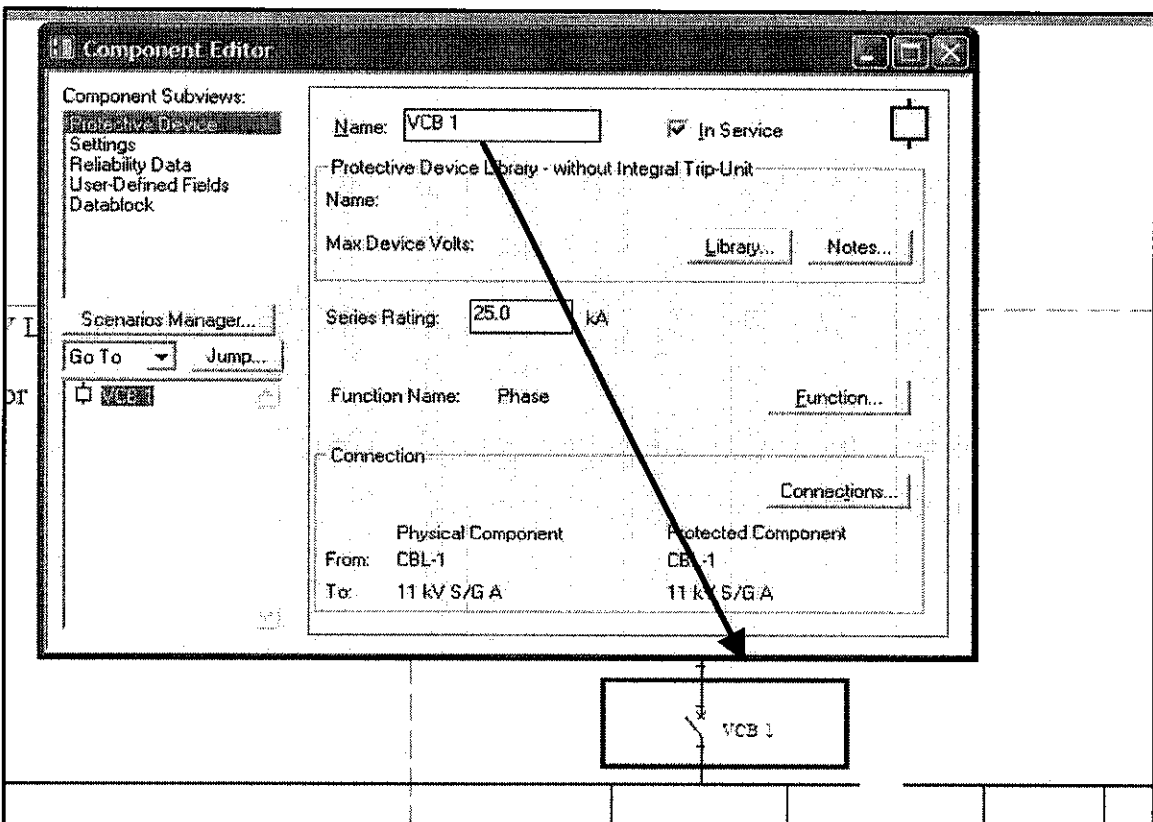 Component Editor
Component Subviews:
Protective Device
Settings
Reliability Data
User-Defined Fields
Datablock
Scenarios Manager...
Go To
Jump...
VCB 1
Name: VCB 1
In Service
Protective Device Library - without Integral Trip-Unit
Name:
Max Device Volts:
Library...
Notes...
Series Rating: 25.0 kA
Function Name: Phase
Function...
Connection
Connections...
Physical Component Protected Component
From: CBL-1 CBL-1
To: 11 kV S/G A 11 kV S/G A
VCB 1